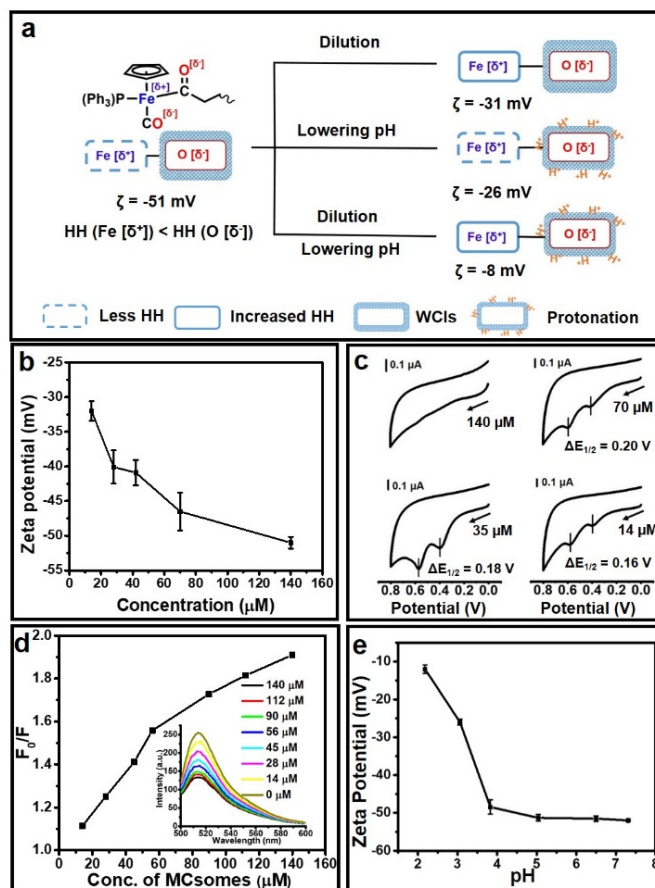 a
O[δ-]
[δ+]
(Ph3)P Fe C
CO[δ-]
Fe [δ+] O [δ-]
ζ = -51 mV
HH (Fe [δ+]) < HH (O [δ-])
Dilution
Fe [δ+] O [δ-]
ζ = -31 mV
Lowering pH
Fe [δ+] O [δ-]
H+ H+ H+ H+ H+ H+
ζ = -26 mV
Dilution
Lowering pH
Fe [δ+] O [δ-]
H+ H+ H+ H+ H+ H+
ζ = -8 mV
Less HH Increased HH WCIs Protonation
b
Zeta potential (mV)
-25
-30
-35
-40
-45
-50
-55
0 20 40 60 80 100 120 140 160
Concentration (μM)
c
0.1 μA
140 μM
0.1 μA
70 μM
ΔE1/2 = 0.20 V
0.1 μA
35 μM
ΔE1/2 = 0.18 V
0.1 μA
14 μM
ΔE1/2 = 0.16 V
0.8 0.6 0.4 0.2 0.0
Potential (V)
0.8 0.6 0.4 0.2 0.0
Potential (V)
d
F0/F
2.0
1.8
1.6
1.4
1.2
1.0
0 20 40 60 80 100 120 140 160
Conc. of MCsomes (μM)
140 μM
112 μM
90 μM
56 μM
45 μM
28 μM
14 μM
0 μM
Intensity (a.u.)
250
200
150
100
50
0
500 520 540 560 580 600
Wavelength (nm)
e
Zeta Potential (mV)
-10
-20
-30
-40
-50
-60
2 3 4 5 6 7 8
pH